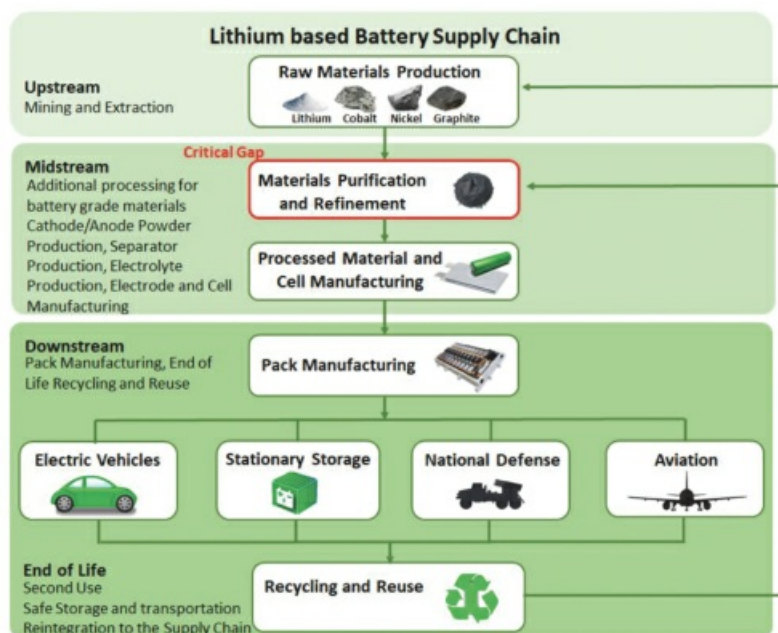 Lithium based Battery Supply Chain
Raw Materials Production
Lithium Cobalt Nickel Graphite
Upstream
Mining and Extraction
Critical Gap
Midstream
Additional processing for
battery grade materials
Cathode/Anode Powder
Production, Separator
Production, Electrolyte
Production, Electrode and Cell
Manufacturing
Materials Purification
and Refinement
Processed Material and
Cell Manufacturing
Downstream
Pack Manufacturing, End of
Life Recycling and Reuse
Pack Manufacturing
Electric Vehicles
Stationary Storage
National Defense
Aviation
End of Life
Second Use
Safe Storage and transportation
Reintegration to the Supply Chain
Recycling and Reuse